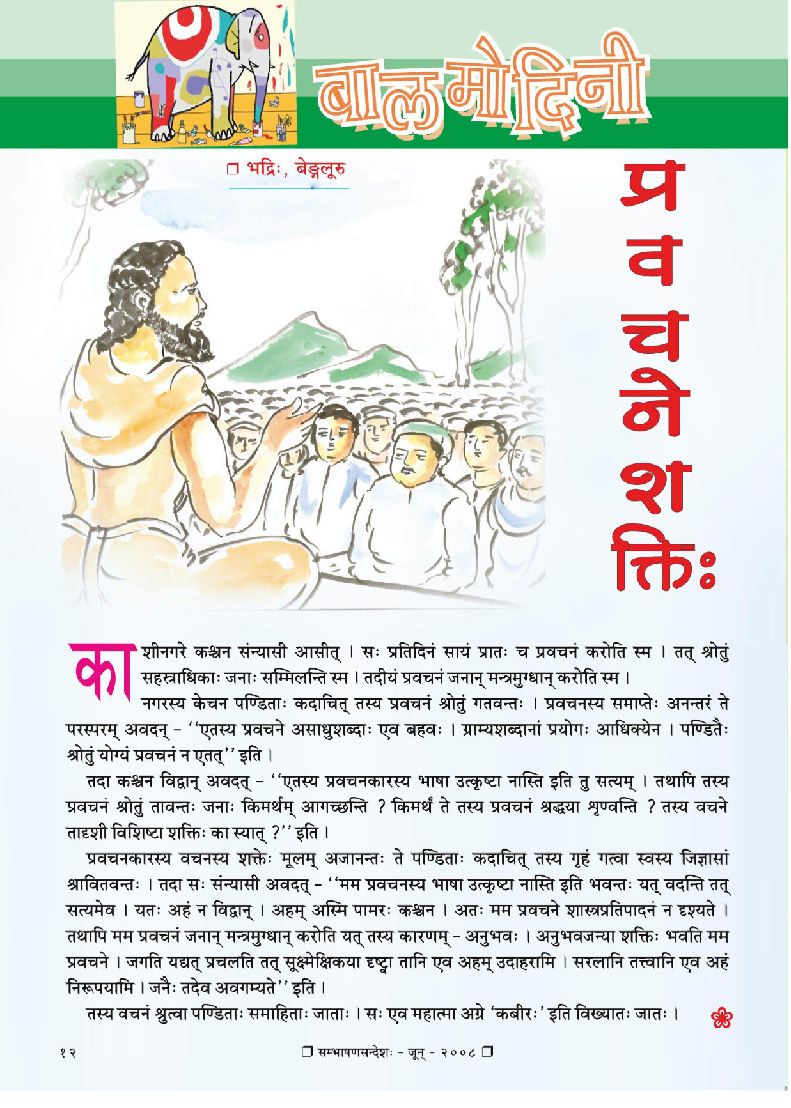 बालमोदिनी
❒ भद्रिः, बेङ्गलूरु
प्र
व
च
ने
श
क्तिः
काशीनगरे कश्चन संन्यासी आसीत् । सः प्रतिदिनं सायं प्रातः च प्रवचनं करोति स्म । तत् श्रोतुं
सहस्राधिकाः जनाः सम्मिलन्ति स्म । तदीयं प्रवचनं जनान् मन्त्रमुग्धान् करोति स्म ।
नगरस्य केचन पण्डिताः कदाचित् तस्य प्रवचनं श्रोतुं गतवन्तः । प्रवचनस्य समाप्तेः अनन्तरं ते
परस्परम् अवदन् – ‘‘एतस्य प्रवचने असाधुशब्दाः एव बहवः । ग्राम्यशब्दानां प्रयोगः आधिक्येन । पण्डितैः
श्रोतुं योग्यं प्रवचनं न एतत्’’ इति ।
तदा कश्चन विद्वान् अवदत् – ‘‘एतस्य प्रवचनकारस्य भाषा उत्कृष्टा नास्ति इति तु सत्यम् । तथापि तस्य
प्रवचनं श्रोतुं तावन्तः जनाः किमर्थम् आगच्छन्ति ? किमर्थं ते तस्य प्रवचनं श्रद्धया शृण्वन्ति ? तस्य वचने
तादृशी विशिष्टा शक्तिः का स्यात् ?’’ इति ।
प्रवचनकारस्य वचनस्य शक्तेः मूलम् अजानन्तः ते पण्डिताः कदाचित् तस्य गृहं गत्वा स्वस्य जिज्ञासां
श्रावितवन्तः । तदा सः संन्यासी अवदत् – ‘‘मम प्रवचनस्य भाषा उत्कृष्टा नास्ति इति भवन्तः यत् वदन्ति तत्
सत्यमेव । यतः अहं न विद्वान् । अहम् अस्मि पामरः कश्चन । अतः मम प्रवचने शास्त्रप्रतिपादनं न दृश्यते ।
तथापि मम प्रवचनं जनान् मन्त्रमुग्धान् करोति यत् तस्य कारणम् – अनुभवः । अनुभवजन्या शक्तिः भवति मम
प्रवचने । जगति यद्यत् प्रचलति तत् सूक्ष्मेक्षिकया दृष्ट्वा तानि एव अहम् उदाहरामि । सरलानि तत्त्वानि एव अहं
निरूपयामि । जनैः तदेव अवगम्यते’’ इति ।
तस्य वचनं श्रुत्वा पण्डिताः समाहिताः जाताः । सः एव महात्मा अग्रे ‘कबीरः’ इति विख्यातः जातः ।
१२
❒ सम्भाषणसन्देशः – जून् – २००८ ❒